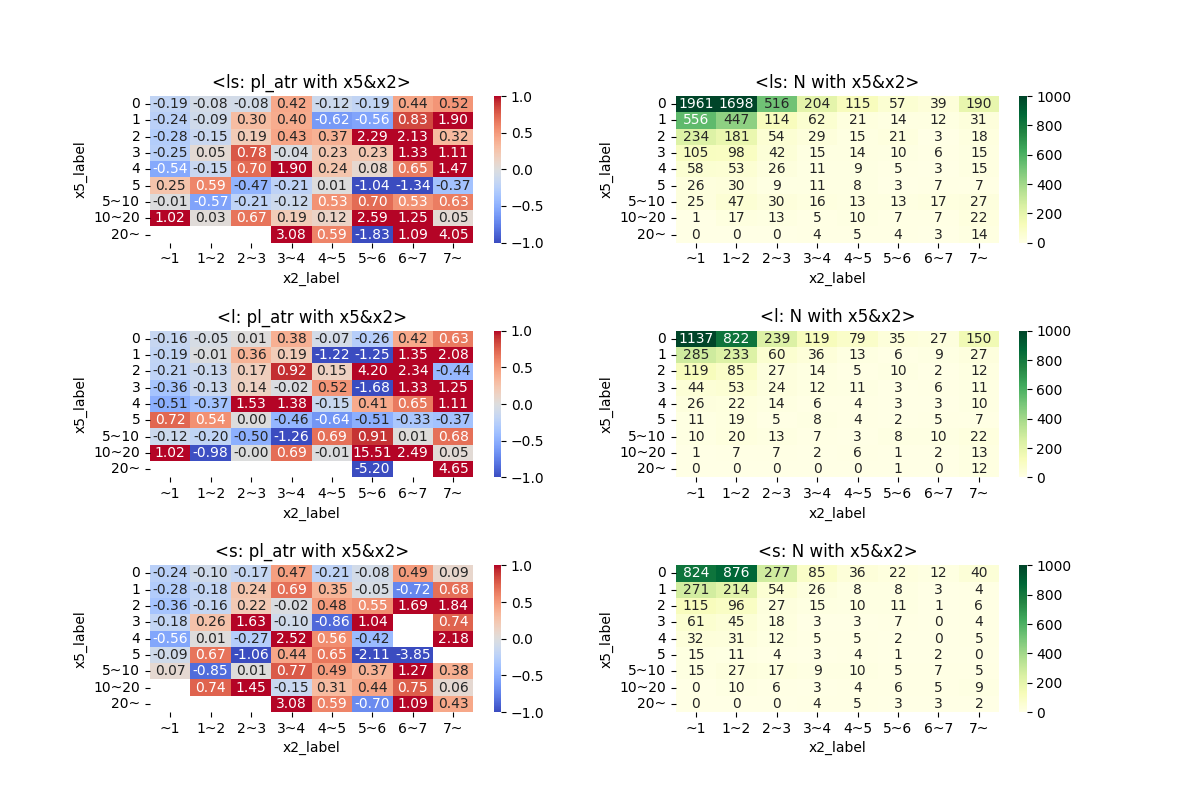 <ls: pl_atr with x5&x2>
x5_label
0 -0.19 -0.08 -0.08 0.42 -0.12 -0.19 0.44 0.52
1 -0.24 -0.09 0.30 0.40 -0.62 -0.56 0.83 1.90
2 -0.28 -0.15 0.19 0.43 0.37 2.29 2.13 0.32
3 -0.25 0.05 0.78 -0.04 0.23 0.23 1.33 1.11
4 -0.54 -0.15 0.70 1.90 0.24 0.08 0.65 1.47
5 0.25 0.59 -0.47 -0.21 0.01 -1.04 -1.34 -0.37
5~10 -0.01 -0.57 -0.21 -0.12 0.53 0.70 0.53 0.63
10~20 1.02 0.03 0.67 0.19 0.12 2.59 1.25 0.05
20~ 3.08 0.59 -1.83 1.09 4.05
~1 1~2 2~3 3~4 4~5 5~6 6~7 7~
x2_label
1.0
0.5
0.0
−0.5
−1.0
<ls: N with x5&x2>
x5_label
0 1961 1698 516 204 115 57 39 190
1 556 447 114 62 21 14 12 31
2 234 181 54 29 15 21 3 18
3 105 98 42 15 14 10 6 15
4 58 53 26 11 9 5 3 15
5 26 30 9 11 8 3 7 7
5~10 25 47 30 16 13 13 17 27
10~20 1 17 13 5 10 7 7 22
20~ 0 0 0 4 5 4 3 14
~1 1~2 2~3 3~4 4~5 5~6 6~7 7~
x2_label
1000
800
600
400
200
0
<l: pl_atr with x5&x2>
x5_label
0 -0.16 -0.05 0.01 0.38 -0.07 -0.26 0.42 0.63
1 -0.19 -0.01 0.36 0.19 -1.22 -1.25 1.35 2.08
2 -0.21 -0.13 0.17 0.92 0.15 4.20 2.34 -0.44
3 -0.36 -0.13 0.14 -0.02 0.52 -1.68 1.33 1.25
4 -0.51 -0.37 1.53 1.38 -0.15 0.41 0.65 1.11
5 0.72 0.54 0.00 -0.46 -0.64 -0.51 -0.33 -0.37
5~10 -0.12 -0.20 -0.50 -1.26 0.69 0.91 0.01 0.68
10~20 1.02 -0.98 -0.00 0.69 -0.01 15.51 2.49 0.05
20~ -5.20 4.65
~1 1~2 2~3 3~4 4~5 5~6 6~7 7~
x2_label
1.0
0.5
0.0
−0.5
−1.0
<l: N with x5&x2>
x5_label
0 1137 822 239 119 79 35 27 150
1 285 233 60 36 13 6 9 27
2 119 85 27 14 5 10 2 12
3 44 53 24 12 11 3 6 11
4 26 22 14 6 4 3 3 10
5 11 19 5 8 4 2 5 7
5~10 10 20 13 7 3 8 10 22
10~20 1 7 7 2 6 1 2 13
20~ 0 0 0 0 0 1 0 12
~1 1~2 2~3 3~4 4~5 5~6 6~7 7~
x2_label
1000
800
600
400
200
0
<s: pl_atr with x5&x2>
x5_label
0 -0.24 -0.10 -0.17 0.47 -0.21 -0.08 0.49 0.09
1 -0.28 -0.18 0.24 0.69 0.35 -0.05 -0.72 0.68
2 -0.36 -0.16 0.22 -0.02 0.48 0.55 1.69 1.84
3 -0.18 0.26 1.63 -0.10 -0.86 1.04 0.74
4 -0.56 0.01 -0.27 2.52 0.56 -0.42 2.18
5 -0.09 0.67 -1.06 0.44 0.65 -2.11 -3.85
5~10 0.07 -0.85 0.01 0.77 0.49 0.37 1.27 0.38
10~20 0.74 1.45 -0.15 0.31 0.44 0.75 0.06
20~ 3.08 0.59 -0.70 1.09 0.43
~1 1~2 2~3 3~4 4~5 5~6 6~7 7~
x2_label
1.0
0.5
0.0
−0.5
−1.0
<s: N with x5&x2>
x5_label
0 824 876 277 85 36 22 12 40
1 271 214 54 26 8 8 3 4
2 115 96 27 15 10 11 1 6
3 61 45 18 3 3 7 0 4
4 32 31 12 5 5 2 0 5
5 15 11 4 3 4 1 2 0
5~10 15 27 17 9 10 5 7 5
10~20 0 10 6 3 4 6 5 9
20~ 0 0 0 4 5 3 3 2
~1 1~2 2~3 3~4 4~5 5~6 6~7 7~
x2_label
1000
800
600
400
200
0